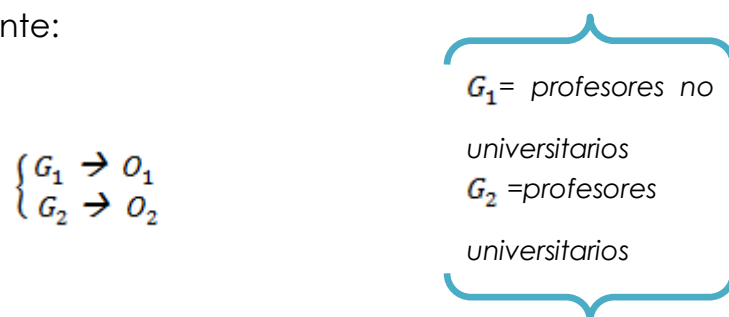 nte:
G₁ → O₁
G₂ → O₂
G₁= profesores no
universitarios
G₂ =profesores
universitarios